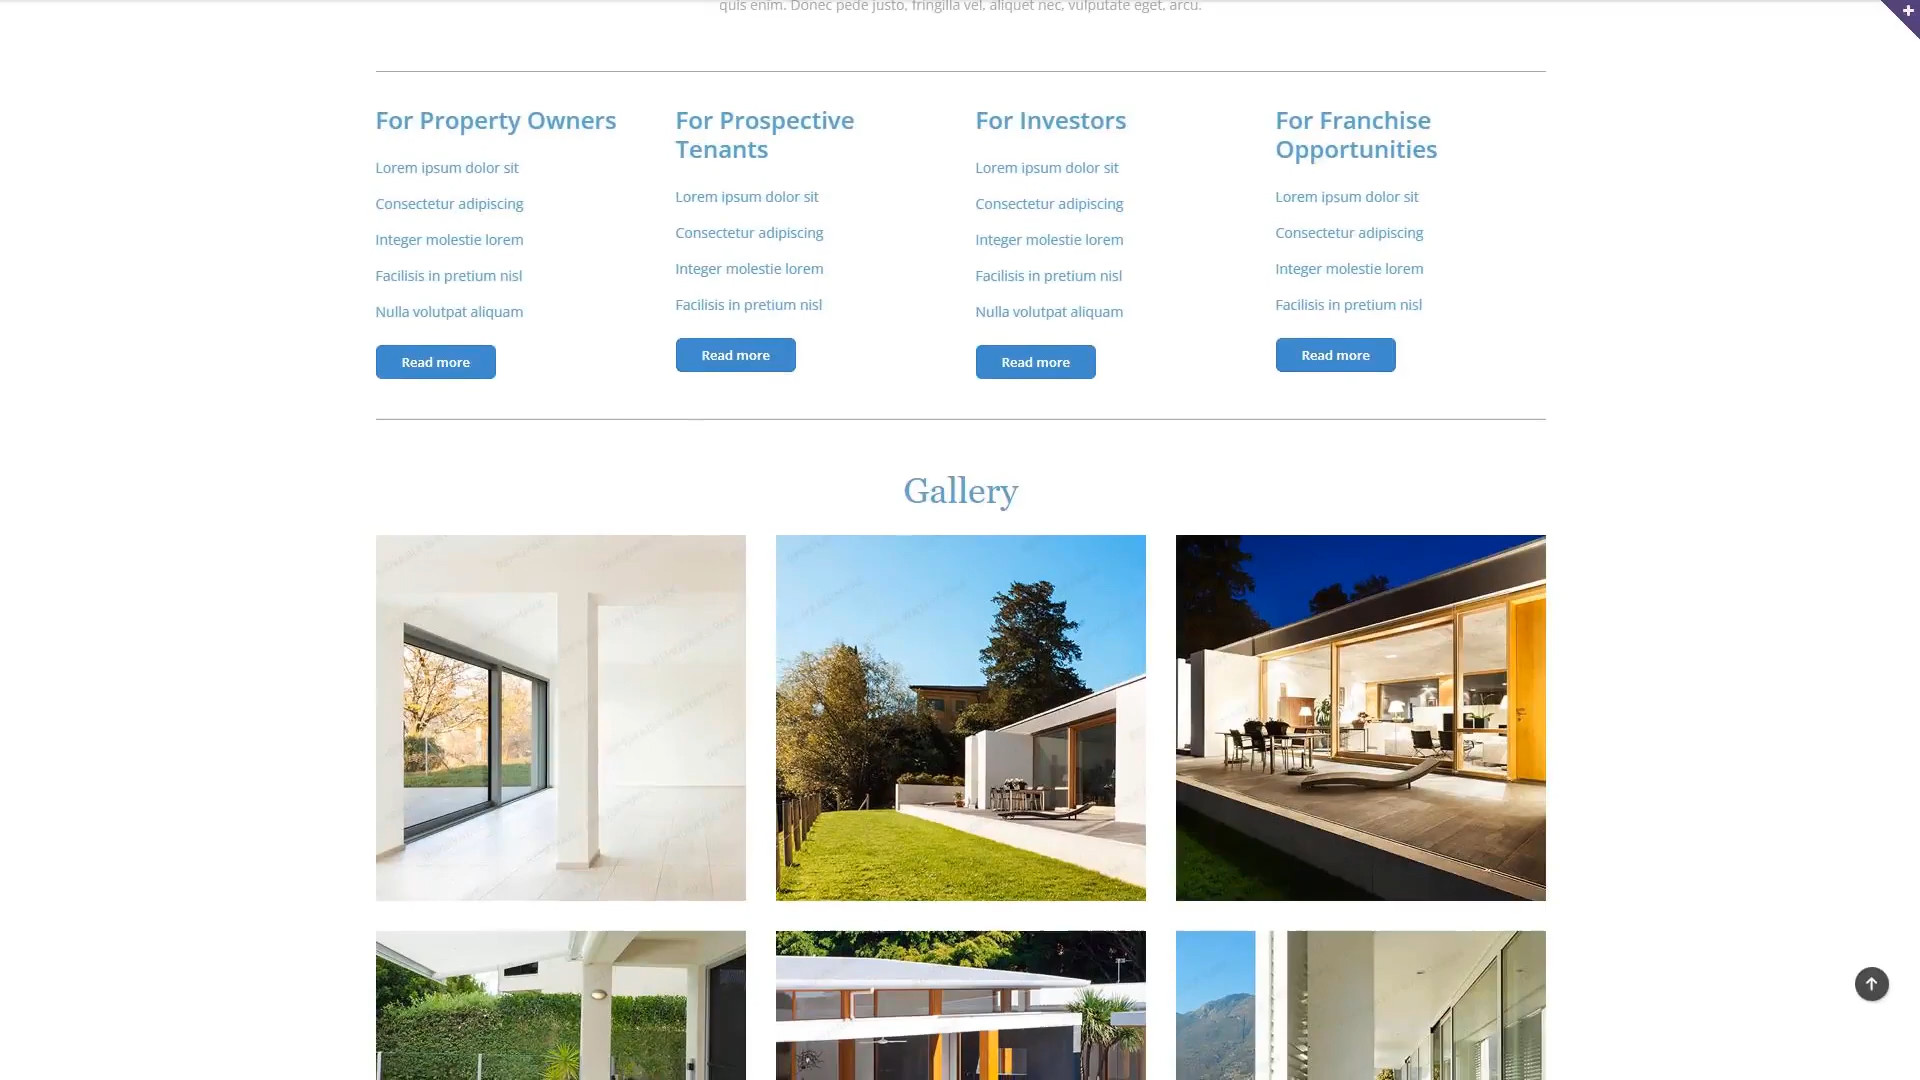 quis enim. Donec pede justo, fringilla vel, aliquet nec, vulputate eget, arcu.
For Property Owners
Lorem ipsum dolor sit
Consectetur adipiscing
Integer molestie lorem
Facilisis in pretium nisl
Nulla volutpat aliquam
Read more
For Prospective
Tenants
Lorem ipsum dolor sit
Consectetur adipiscing
Integer molestie lorem
Facilisis in pretium nisl
Read more
For Investors
Lorem ipsum dolor sit
Consectetur adipiscing
Integer molestie lorem
Facilisis in pretium nisl
Nulla volutpat aliquam
Read more
For Franchise
Opportunities
Lorem ipsum dolor sit
Consectetur adipiscing
Integer molestie lorem
Facilisis in pretium nisl
Read more
Gallery